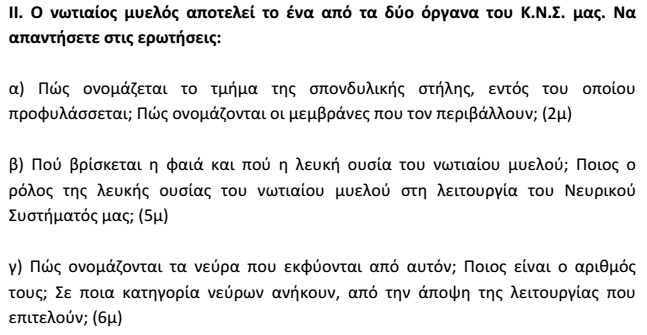 ΙΙ. Ο νωτιαίος μυελός αποτελεί το ένα από τα δύο όργανα του Κ.Ν.Σ. μας. Να
απαντήσετε στις ερωτήσεις:
α) Πώς ονομάζεται το τμήμα της σπονδυλικής στήλης, εντός του οποίου
προφυλάσσεται; Πώς ονομάζονται οι μεμβράνες που τον περιβάλλουν; (2μ)
β) Πού βρίσκεται η φαιά και πού η λευκή ουσία του νωτιαίου μυελού; Ποιος ο
ρόλος της λευκής ουσίας του νωτιαίου μυελού στη λειτουργία του Νευρικού
Συστήματός μας; (5μ)
γ) Πώς ονομάζονται τα νεύρα που εκφύονται από αυτόν; Ποιος είναι ο αριθμός
τους; Σε ποια κατηγορία νεύρων ανήκουν, από την άποψη της λειτουργίας που
επιτελούν; (6μ)